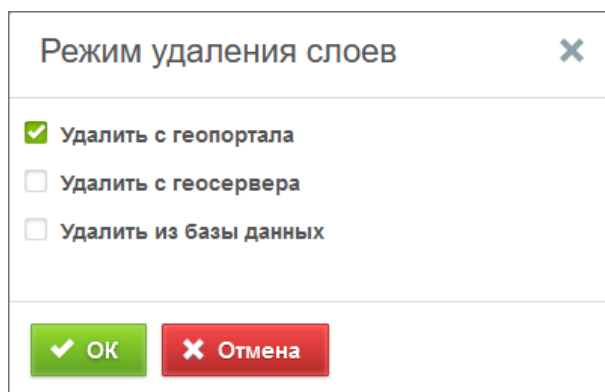 Режим удаления слоев
Удалить с геопортала
Удалить с геосервера
Удалить из базы данных
ОК
Отмена